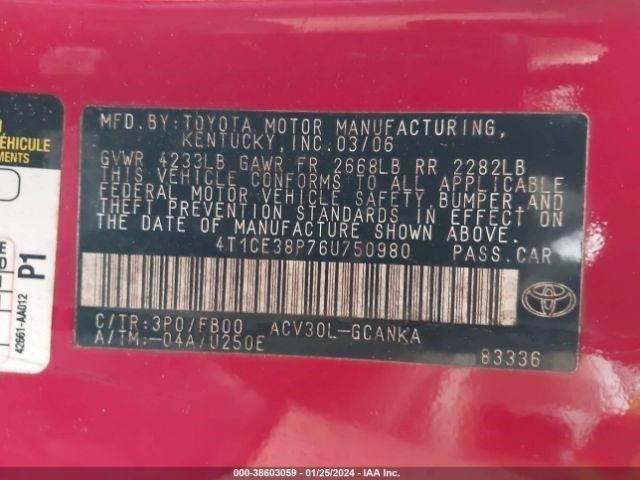 MFD. BY: TOYOTA MOTOR MANUFACTURING,
KENTUCKY, INC. 03/06
GVWR 4233LB GAWR FR 2668LB RR 2282LB
THIS VEHICLE CONFORMS TO ALL APPLICABLE
FEDERAL MOTOR VEHICLE SAFETY, BUMPER, AND
THEFT PREVENTION STANDARDS IN EFFECT ON
THE DATE OF MANUFACTURE SHOWN ABOVE.
4T1CE38P76U750980 PASS. CAR
C/TR: 3P0/FB00 ACV30L-GCANKA
A/TM: -04A/U250E 83336
VÉHICULE
MENTS
P1
42661-AA012
000-38603059 - 01/25/2024 - IAA Inc.